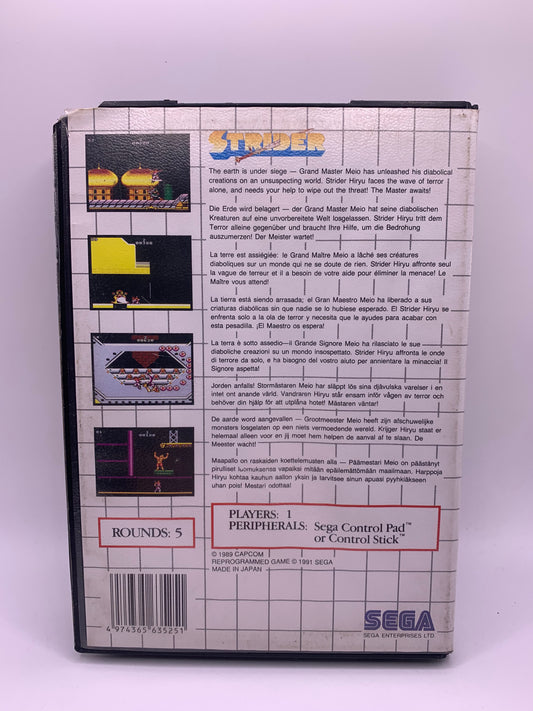 STRIDER
The earth is under siege — Grand Master Meio has unleashed his diabolical
creations on an unsuspecting world. Strider Hiryu faces the wave of terror
alone, and needs your help to wipe out the threat! The Master awaits!
Die Erde wird belagert — der Grand Master Meio hat seine diabolischen
Kreaturen auf eine unvorbereitete Welt losgelassen. Strider Hiryu tritt dem
Terror alleine gegenüber und braucht Ihre Hilfe, um die Bedrohung
auszumerzen! Der Meister wartet!
La terre est assiégiée: le Grand Maître Meio a lâché ses créatures
diaboliques sur un monde qui ne se doute de rien. Strider Hiryu affronte seul
la vague de terreur et il a besoin de votre aide pour éliminer la menace! Le
Maître vous attend!
La tierra está siendo arrasada; el Gran Maestro Meio ha liberado a sus
criaturas diabólicas sin que nadie se lo hubiese esperado. El Strider Hiryu se
enfrenta solo a la ola de terror y necesita que le ayudes para acabar con
esta pesadilla. ¡El Maestro os espera!
La terra è sotto assedio—il Grande Signore Meio ha rilasciato le sue
diaboliche creazioni su un mondo insospettato. Strider Hiryu affronta le onde
di terrore da solo, e ha bisogno del vostro aiuto per annientare la minaccia! Il
Signore aspetta!
Jorden anfalls! Stormästaren Meio har släppt lös sina djävulska varelser i en
intet ont anande värld. Vandraren Hiryu står ensam inför vågen av terror och
behöver din hjälp för att utplåna hotet! Mästaren väntar!
De aarde word aangevallen — Grootmeester Meio heeft zijn afschuwelijke
monsters losgelaten op een niets vermoedende wereld. Krijger Hiryu staat er
helemaal alleen voor en jij moet hem helpen de aanval af te slaan. De
Meester wacht!
Maapallo on raskaiden koettelemusten alla — Päämestari Meio on päästänyt
pirulliset luomuksensa vapaiksi mitään epäilemättömään maailmaan. Harppoja
Hiryu kohtaa kauhun aallon yksin ja tarvitsee sinun apuasi pyyhkiäkseen
uhan pois! Mestari odottaa!
ROUNDS: 5
PLAYERS: 1
PERIPHERALS: Sega Control Pad™
or Control Stick™
© 1989 CAPCOM
REPROGRAMMED GAME © 1991 SEGA
MADE IN JAPAN
4 974365 635251
SEGA
SEGA ENTERPRISES LTD.